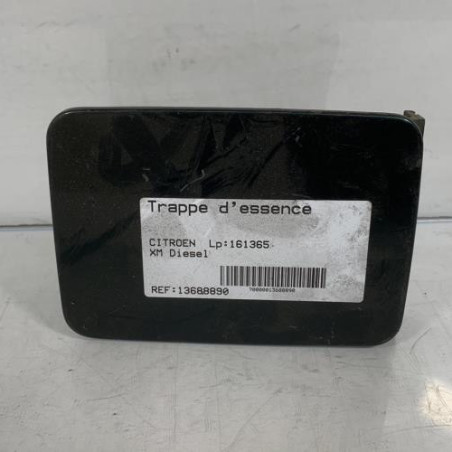 Trappe d'essence
CITROEN Lp:161365
XM Diesel
REF:13688890